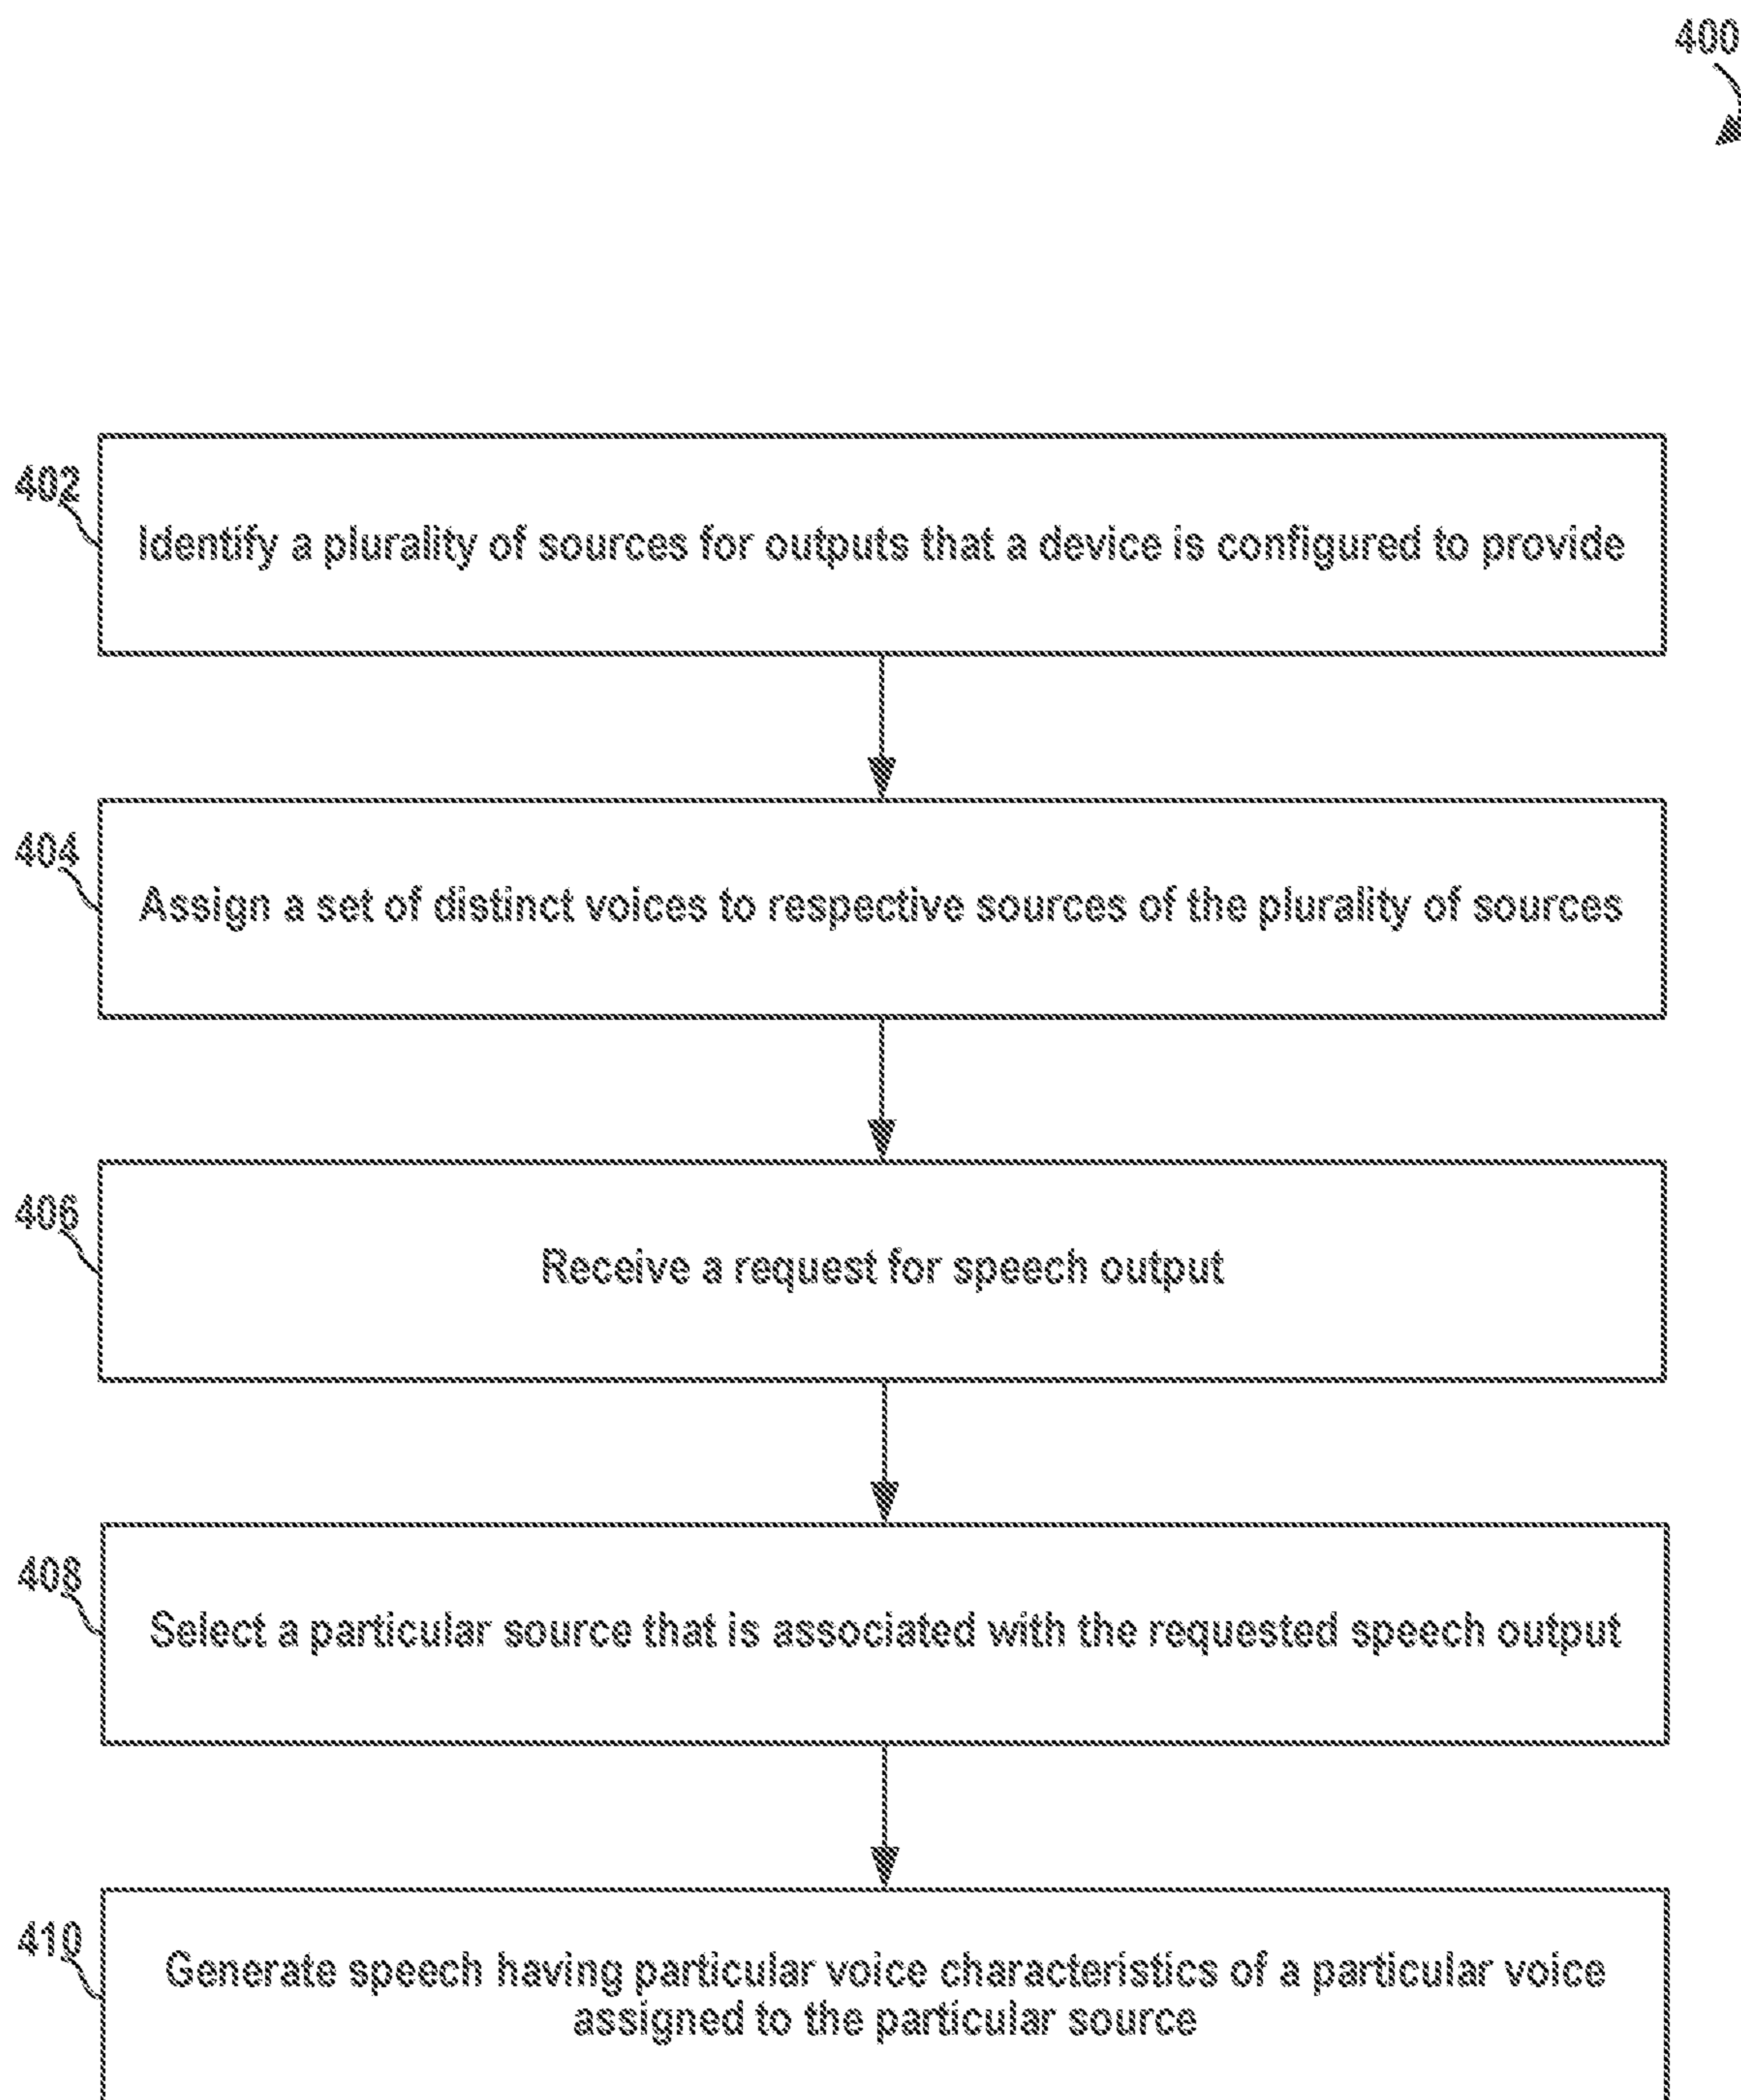 400
402
Identify a plurality of sources for outputs that a device is configured to provide
404
Assign a set of distinct voices to respective sources of the plurality of sources
406
Receive a request for speech output
408
Select a particular source that is associated with the requested speech output
410
Generate speech having particular voice characteristics of a particular voice
assigned to the particular source